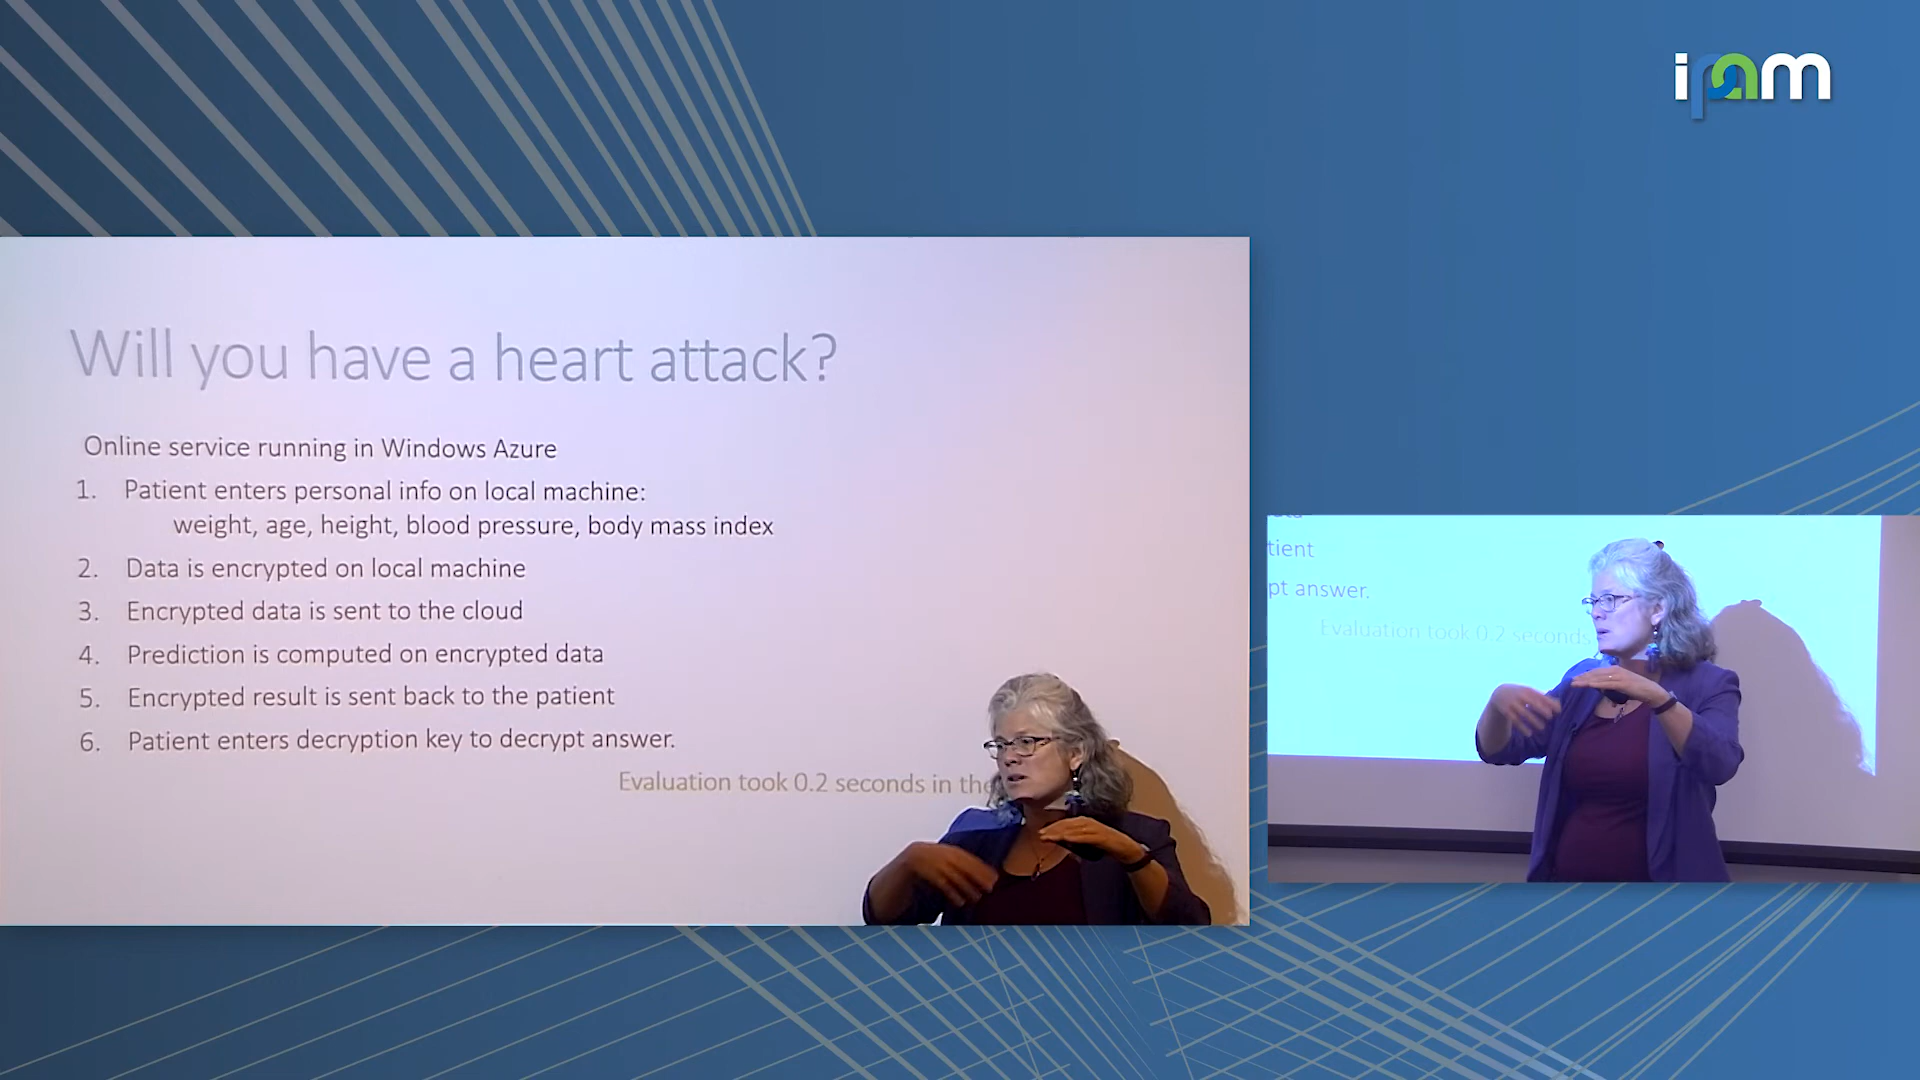 ipam
Will you have a heart attack?
Online service running in Windows Azure
1. Patient enters personal info on local machine:
weight, age, height, blood pressure, body mass index
2. Data is encrypted on local machine
3. Encrypted data is sent to the cloud
4. Prediction is computed on encrypted data
5. Encrypted result is sent back to the patient
6. Patient enters decryption key to decrypt answer.
Evaluation took 0.2 seconds in the
tient
pt answer.
Evaluation took 0.2 seconds